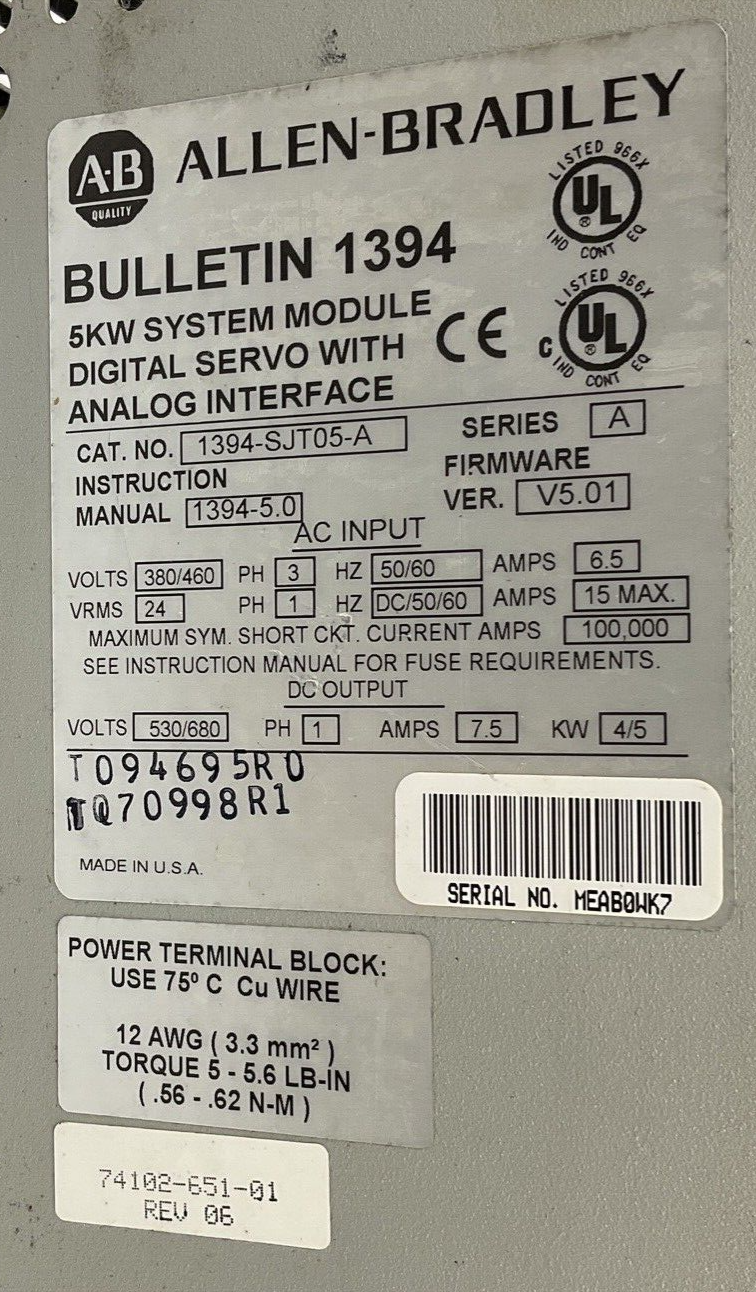 A-B ALLEN-BRADLEY
QUALITY
LISTED 966X
UL ®
IND CONT EQ
BULLETIN 1394
5KW SYSTEM MODULE
DIGITAL SERVO WITH
ANALOG INTERFACE
CE
LISTED 966X
C UL ®
IND CONT EQ
CAT. NO. 1394-SJT05-A SERIES A
INSTRUCTION FIRMWARE
MANUAL 1394-5.0 VER. V5.01
AC INPUT
VOLTS 380/460 PH 3 HZ 50/60 AMPS 6.5
VRMS 24 PH 1 HZ DC/50/60 AMPS 15 MAX.
MAXIMUM SYM. SHORT CKT. CURRENT AMPS 100,000
SEE INSTRUCTION MANUAL FOR FUSE REQUIREMENTS.
DC OUTPUT
VOLTS 530/680 PH 1 AMPS 7.5 KW 4/5
T094695R0
TQ70998R1
MADE IN U.S.A.
SERIAL NO. MEAB0WK7
POWER TERMINAL BLOCK:
USE 75º C Cu WIRE
12 AWG ( 3.3 mm² )
TORQUE 5 - 5.6 LB-IN
( .56 - .62 N-M )
74102-651-01
REV 06